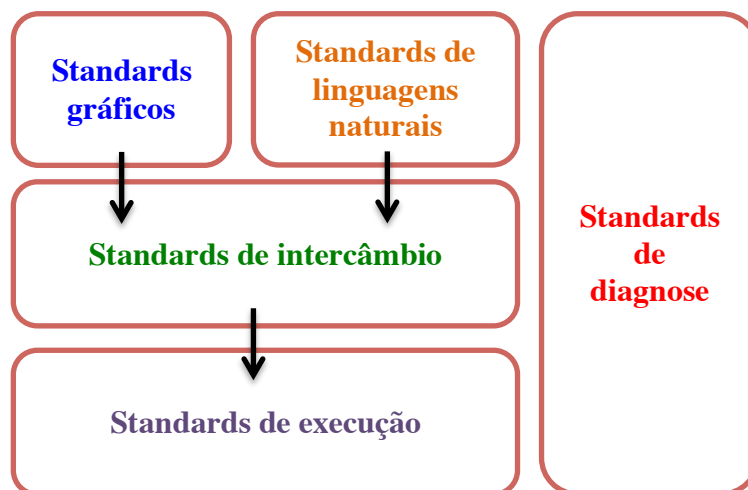 Standards
gráficos
Standards de
linguagens
naturais
Standards de intercâmbio
Standards de execução
Standards
de
diagnose